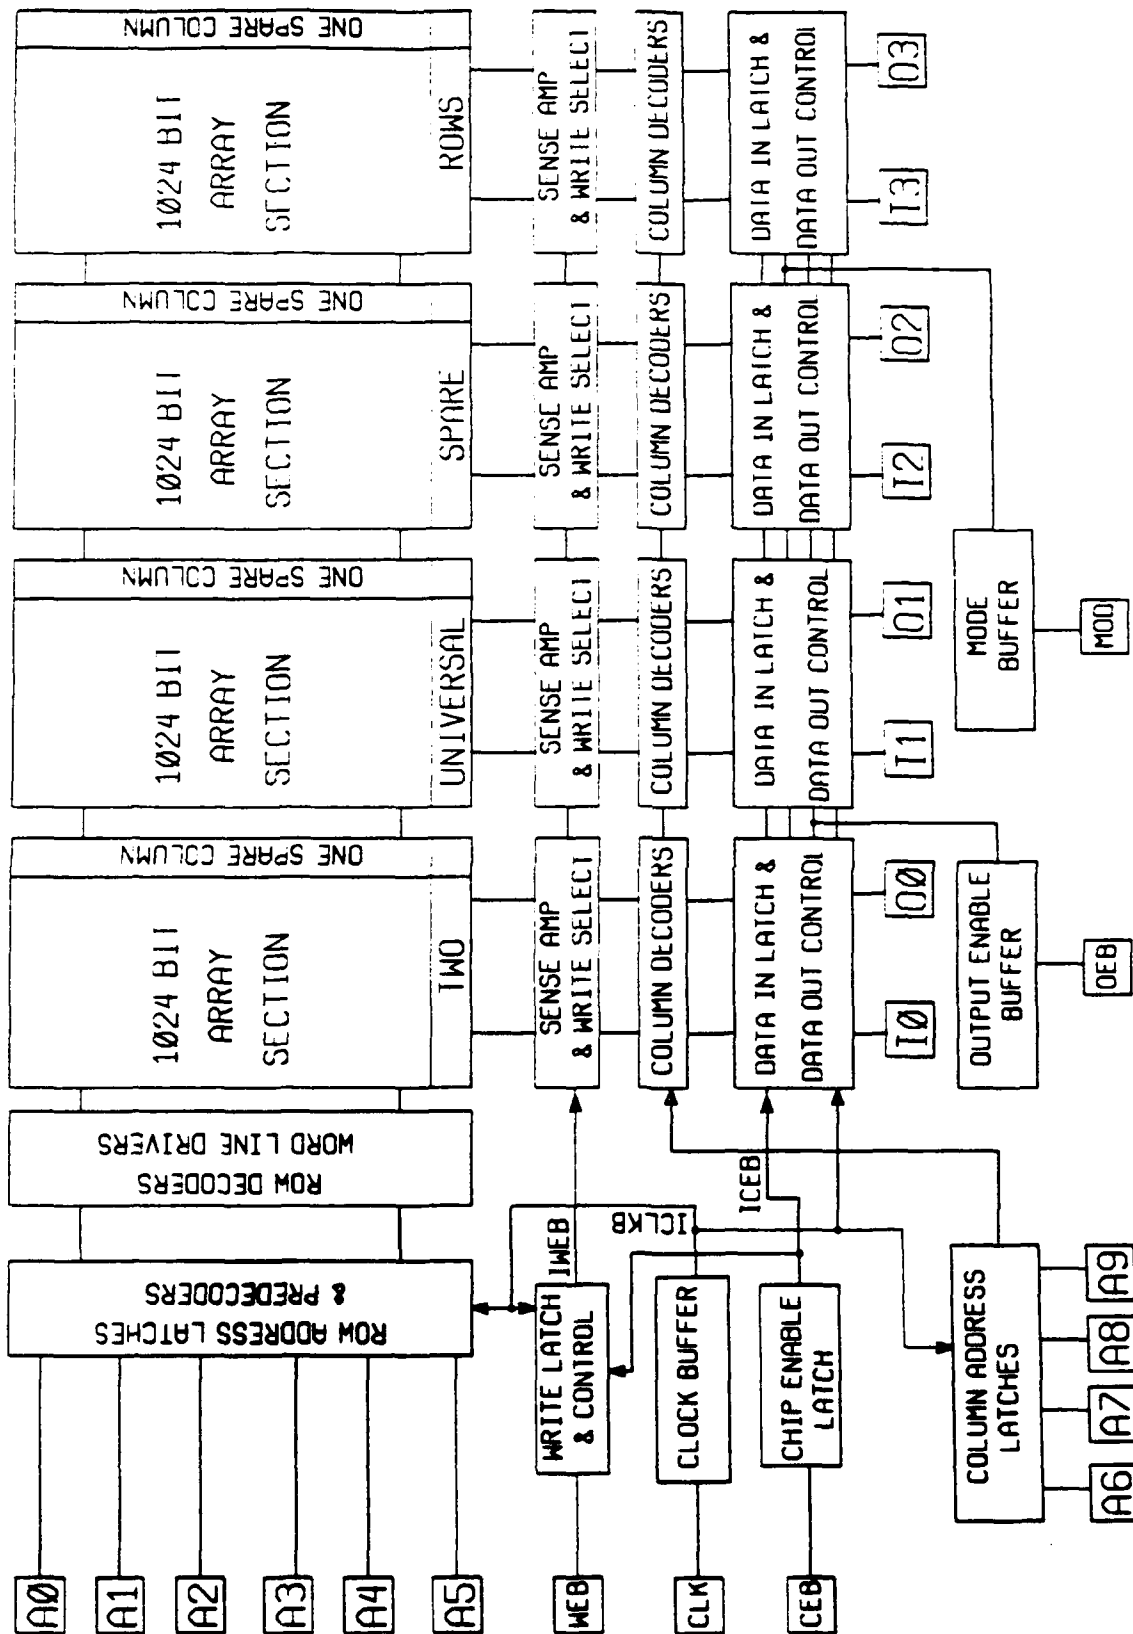 A0
A1
A2
A3
A4
A5
ROW ADDRESS LATCHES
& PREDECODERS
ROW DECODERS
WORD LINE DRIVERS
1024 BIT
ARRAY
SECTION
ONE SPARE COLUMN
1024 BIT
ARRAY
SECTION
ONE SPARE COLUMN
1024 BIT
ARRAY
SECTION
ONE SPARE COLUMN
1024 BIT
ARRAY
SECTION
ONE SPARE COLUMN
TWO
UNIVERSAL
SPARE
ROWS
WEB
WRITE LATCH
& CONTROL
IWEB
SENSE AMP
& WRITE SELECT
SENSE AMP
& WRITE SELECT
SENSE AMP
& WRITE SELECT
SENSE AMP
& WRITE SELECT
CLK
CLOCK BUFFER
ICLKB
COLUMN DECODERS
COLUMN DECODERS
COLUMN DECODERS
COLUMN DECODERS
CEB
CHIP ENABLE
LATCH
ICEB
DATA IN LATCH &
DATA OUT CONTROL
DATA IN LATCH &
DATA OUT CONTROL
DATA IN LATCH &
DATA OUT CONTROL
DATA IN LATCH &
DATA OUT CONTROL
I0
O0
I1
O1
I2
O2
I3
O3
COLUMN ADDRESS
LATCHES
OUTPUT ENABLE
BUFFER
MODE
BUFFER
A6
A7
A8
A9
OEB
MOD